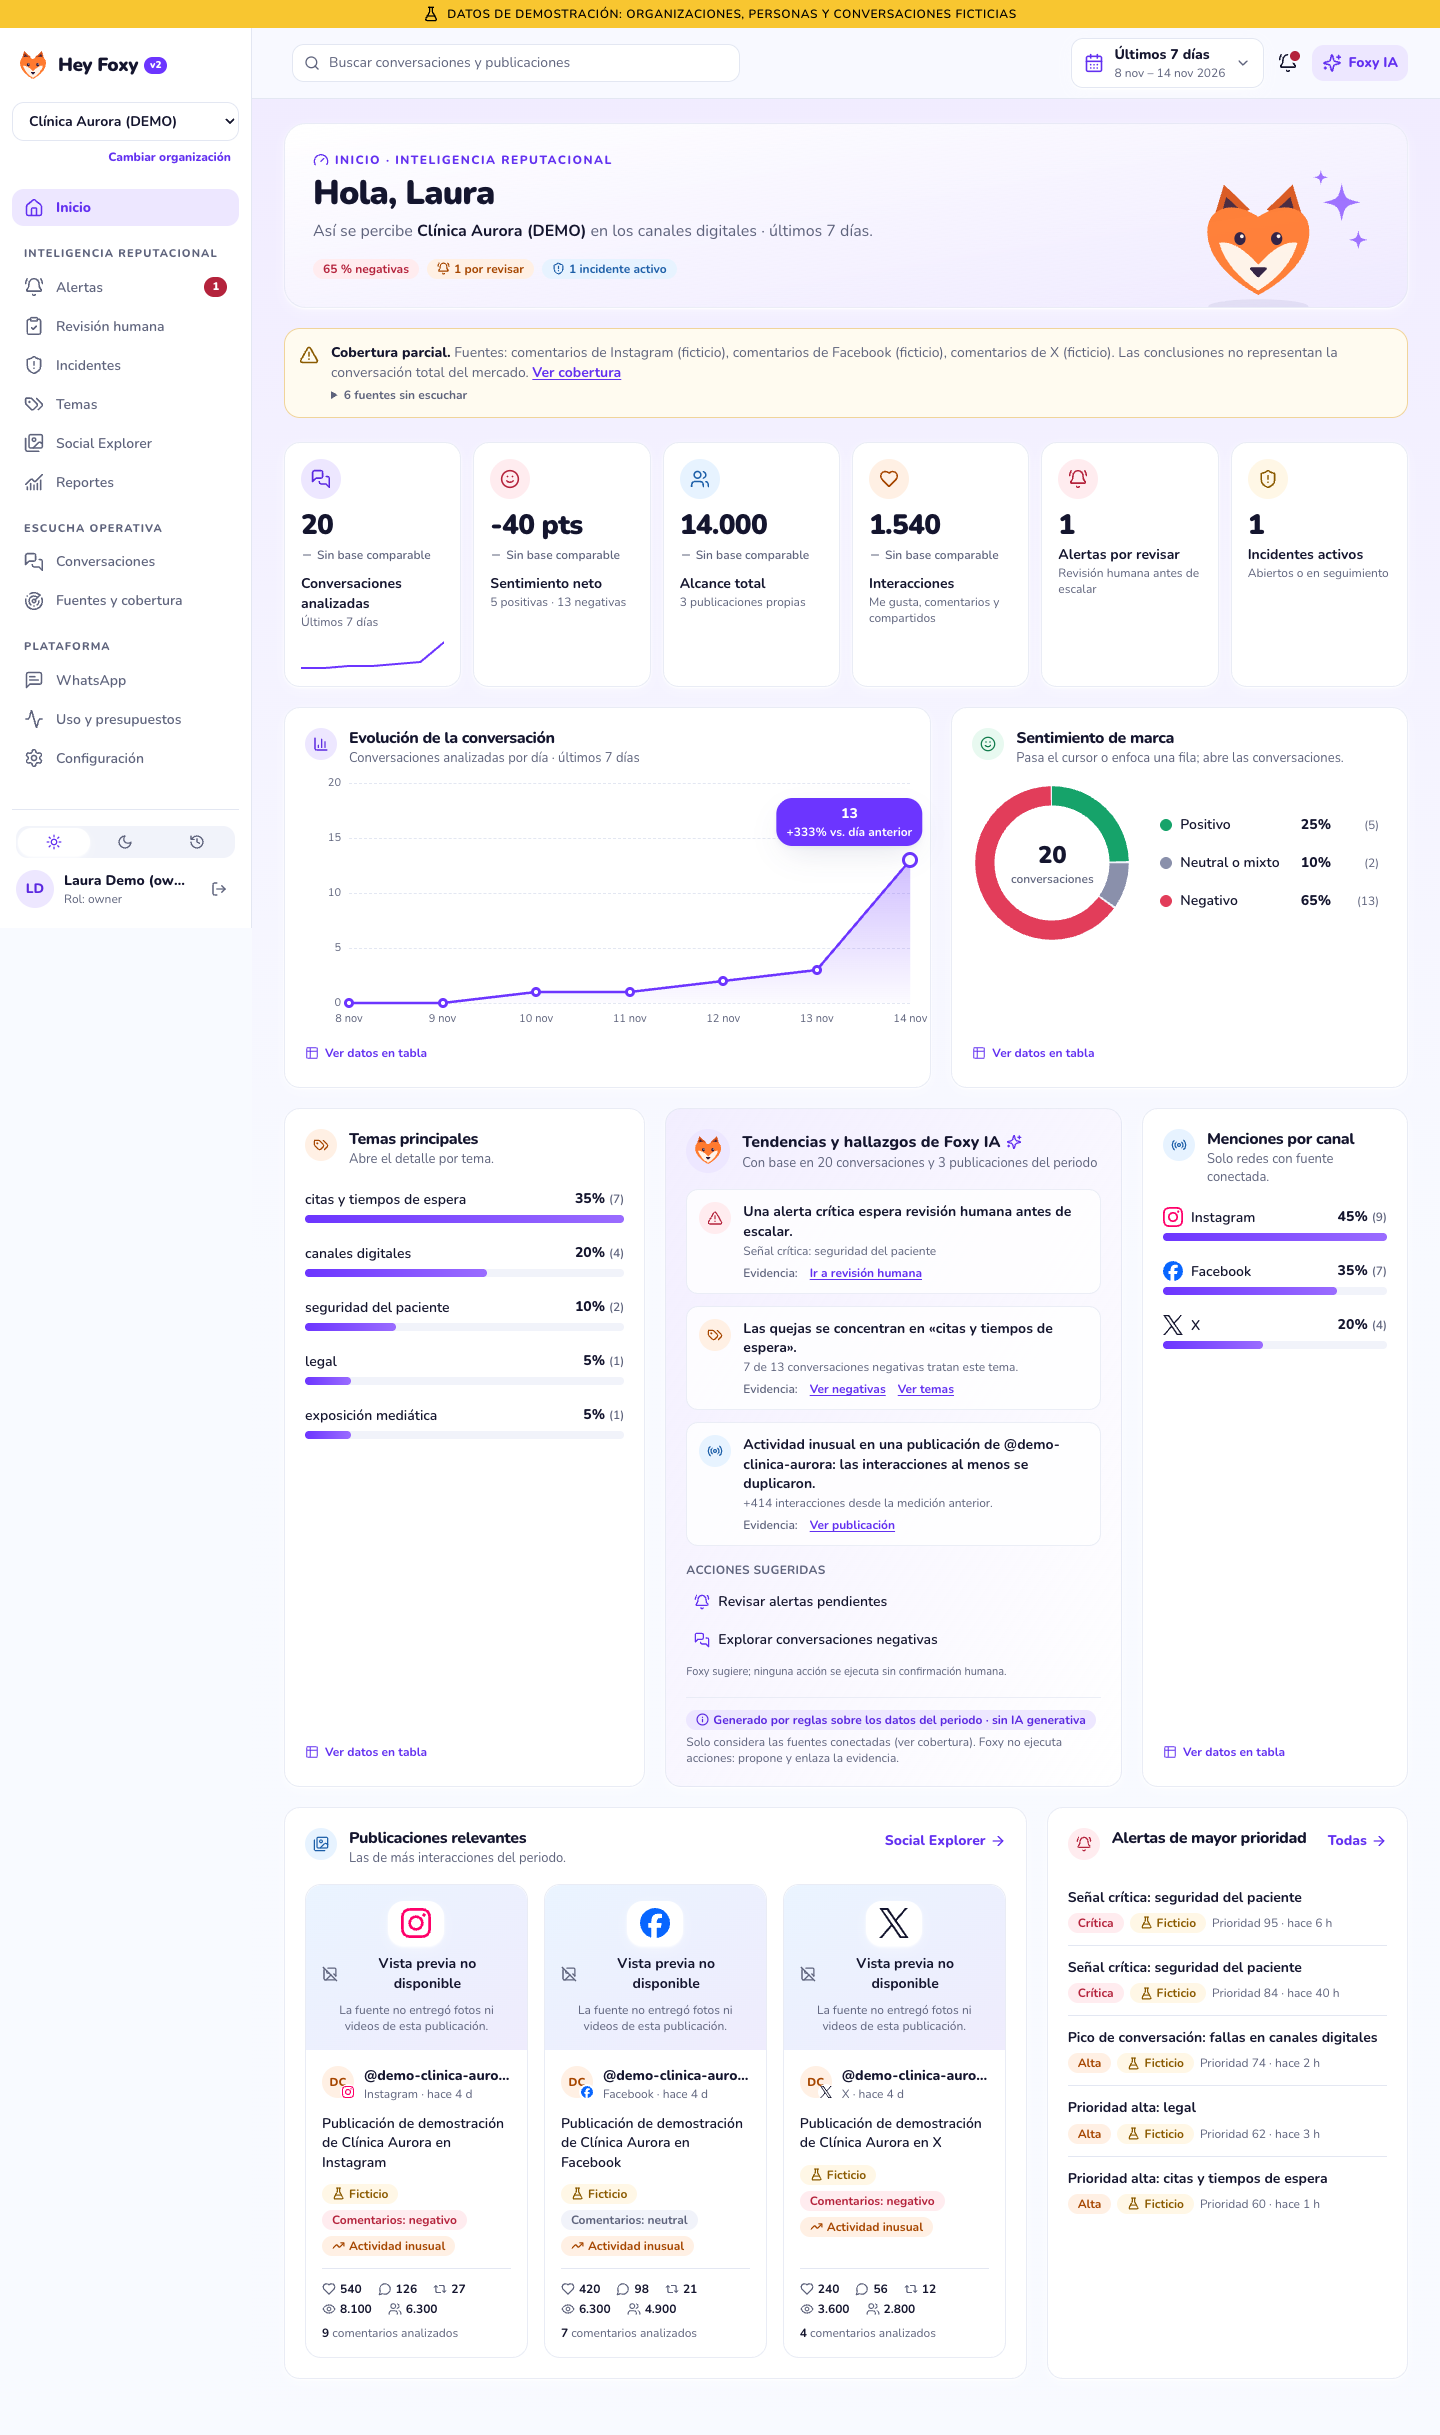 DATOS DE DEMOSTRACIÓN: ORGANIZACIONES, PERSONAS Y CONVERSACIONES FICTICIAS
Hey Foxy v2
Clínica Aurora (DEMO)
Cambiar organización
Inicio
INTELIGENCIA REPUTACIONAL
Alertas 1
Revisión humana
Incidentes
Temas
Social Explorer
Reportes
ESCUCHA OPERATIVA
Conversaciones
Fuentes y cobertura
PLATAFORMA
WhatsApp
Uso y presupuestos
Configuración
LD
Laura Demo (ow...
Rol: owner
Buscar conversaciones y publicaciones
Últimos 7 días
8 nov – 14 nov 2026
Foxy IA
INICIO · INTELIGENCIA REPUTACIONAL
Hola, Laura
Así se percibe Clínica Aurora (DEMO) en los canales digitales · últimos 7 días.
65 % negativas 1 por revisar 1 incidente activo
Cobertura parcial. Fuentes: comentarios de Instagram (ficticio), comentarios de Facebook (ficticio), comentarios de X (ficticio). Las conclusiones no representan la
conversación total del mercado. Ver cobertura
6 fuentes sin escuchar
20
Sin base comparable
Conversaciones
analizadas
Últimos 7 días
-40 pts
Sin base comparable
Sentimiento neto
5 positivas · 13 negativas
14.000
Sin base comparable
Alcance total
3 publicaciones propias
1.540
Sin base comparable
Interacciones
Me gusta, comentarios y
compartidos
1
Alertas por revisar
Revisión humana antes de
escalar
1
Incidentes activos
Abiertos o en seguimiento
Evolución de la conversación
Conversaciones analizadas por día · últimos 7 días
20
15
10
5
0
13
+333% vs. día anterior
8 nov 9 nov 10 nov 11 nov 12 nov 13 nov 14 nov
Ver datos en tabla
Sentimiento de marca
Pasa el cursor o enfoca una fila; abre las conversaciones.
20
conversaciones
Positivo 25% (5)
Neutral o mixto 10% (2)
Negativo 65% (13)
Ver datos en tabla
Temas principales
Abre el detalle por tema.
citas y tiempos de espera 35% (7)
canales digitales 20% (4)
seguridad del paciente 10% (2)
legal 5% (1)
exposición mediática 5% (1)
Ver datos en tabla
Tendencias y hallazgos de Foxy IA
Con base en 20 conversaciones y 3 publicaciones del periodo
Una alerta crítica espera revisión humana antes de
escalar.
Señal crítica: seguridad del paciente
Evidencia: Ir a revisión humana
Las quejas se concentran en «citas y tiempos de
espera».
7 de 13 conversaciones negativas tratan este tema.
Evidencia: Ver negativas Ver temas
Actividad inusual en una publicación de @demo-
clinica-aurora: las interacciones al menos se
duplicaron.
+414 interacciones desde la medición anterior.
Evidencia: Ver publicación
ACCIONES SUGERIDAS
Revisar alertas pendientes
Explorar conversaciones negativas
Foxy sugiere; ninguna acción se ejecuta sin confirmación humana.
Generado por reglas sobre los datos del periodo · sin IA generativa
Solo considera las fuentes conectadas (ver cobertura). Foxy no ejecuta
acciones: propone y enlaza la evidencia.
Menciones por canal
Solo redes con fuente
conectada.
Instagram 45% (9)
Facebook 35% (7)
X 20% (4)
Ver datos en tabla
Publicaciones relevantes
Las de más interacciones del periodo.
Social Explorer
Vista previa no
disponible
La fuente no entregó fotos ni
videos de esta publicación.
DC
@demo-clinica-auro...
Instagram · hace 4 d
Publicación de demostración
de Clínica Aurora en
Instagram
Ficticio
Comentarios: negativo
Actividad inusual
540 126 27
8.100 6.300
9 comentarios analizados
Vista previa no
disponible
La fuente no entregó fotos ni
videos de esta publicación.
DC
@demo-clinica-auro...
Facebook · hace 4 d
Publicación de demostración
de Clínica Aurora en
Facebook
Ficticio
Comentarios: neutral
Actividad inusual
420 98 21
6.300 4.900
7 comentarios analizados
Vista previa no
disponible
La fuente no entregó fotos ni
videos de esta publicación.
DC
@demo-clinica-auro...
X · hace 4 d
Publicación de demostración
de Clínica Aurora en X
Ficticio
Comentarios: negativo
Actividad inusual
240 56 12
3.600 2.800
4 comentarios analizados
Alertas de mayor prioridad
Todas
Señal crítica: seguridad del paciente
Crítica Ficticio Prioridad 95 · hace 6 h
Señal crítica: seguridad del paciente
Crítica Ficticio Prioridad 84 · hace 40 h
Pico de conversación: fallas en canales digitales
Alta Ficticio Prioridad 74 · hace 2 h
Prioridad alta: legal
Alta Ficticio Prioridad 62 · hace 3 h
Prioridad alta: citas y tiempos de espera
Alta Ficticio Prioridad 60 · hace 1 h